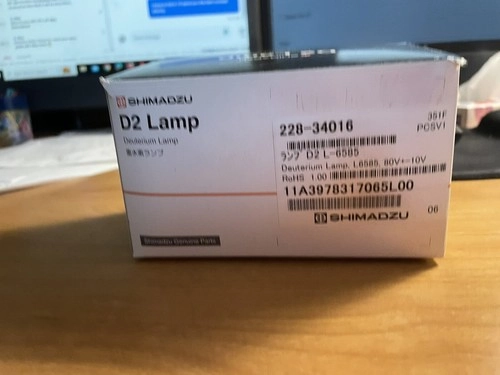 SHIMADZU
D2 Lamp
Deuterium Lamp
重水素ランプ
Shimadzu Genuine Parts
351F
228-34016
PCSV1
ランプ D2 L-6585
Deuterium Lamp, L6585, 80V+-10V
RoHS 1.00
11A3978317065L00
SHIMADZU
06